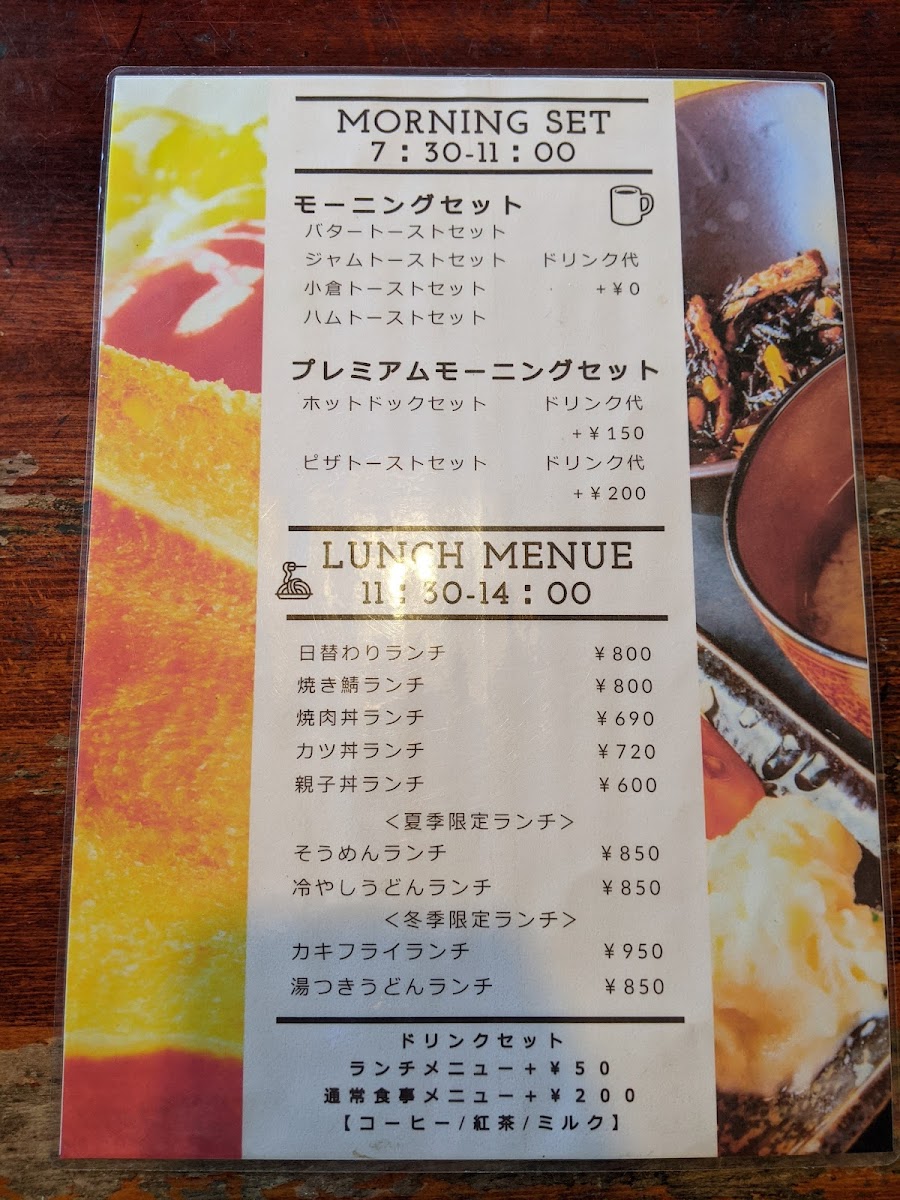 MORNING SET
7：30-11：00
モーニングセット
バタートーストセット
ジャムトーストセット ドリンク代
小倉トーストセット +¥0
ハムトーストセット
プレミアムモーニングセット
ホットドックセット ドリンク代
+¥150
ピザトーストセット ドリンク代
+¥200
LUNCH MENUE
11：30-14：00
日替わりランチ ¥800
焼き鯖ランチ ¥800
焼肉丼ランチ ¥690
カツ丼ランチ ¥720
親子丼ランチ ¥600
＜夏季限定ランチ＞
そうめんランチ ¥850
冷やしうどんランチ ¥850
＜冬季限定ランチ＞
カキフライランチ ¥950
湯つきうどんランチ ¥850
ドリンクセット
ランチメニュー+¥50
通常食事メニュー+¥200
【コーヒー/紅茶/ミルク】